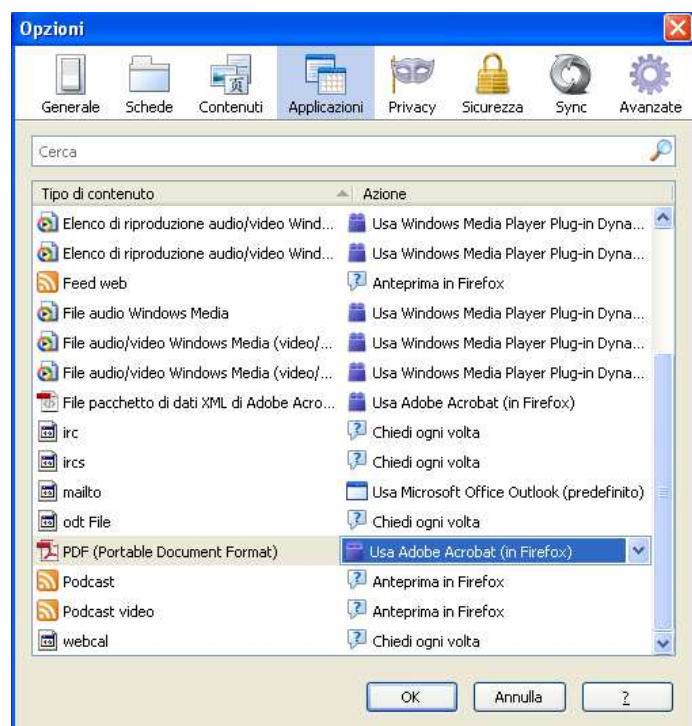 Opzioni
Generale Schede Contenuti Applicazioni Privacy Sicurezza Sync Avanzate
Cerca
Tipo di contenuto Azione
Elenco di riproduzione audio/video Wind... Usa Windows Media Player Plug-in Dyna...
Elenco di riproduzione audio/video Wind... Usa Windows Media Player Plug-in Dyna...
Feed web Anteprima in Firefox
File audio Windows Media Usa Windows Media Player Plug-in Dyna...
File audio/video Windows Media (video/... Usa Windows Media Player Plug-in Dyna...
File audio/video Windows Media (video/... Usa Windows Media Player Plug-in Dyna...
File pacchetto di dati XML di Adobe Acro... Usa Adobe Acrobat (in Firefox)
irc Chiedi ogni volta
ircs Chiedi ogni volta
mailto Usa Microsoft Office Outlook (predefinito)
odt File Chiedi ogni volta
PDF (Portable Document Format) Usa Adobe Acrobat (in Firefox)
Podcast Anteprima in Firefox
Podcast video Anteprima in Firefox
webcal Chiedi ogni volta
OK Annulla ?